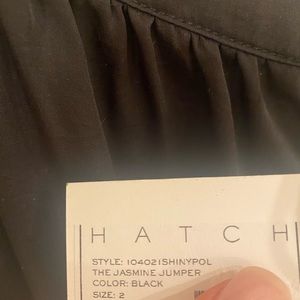 HATCH
STYLE: 104021SHINYPOL
THE JASMINE JUMPER
COLOR: BLACK
SIZE: 2